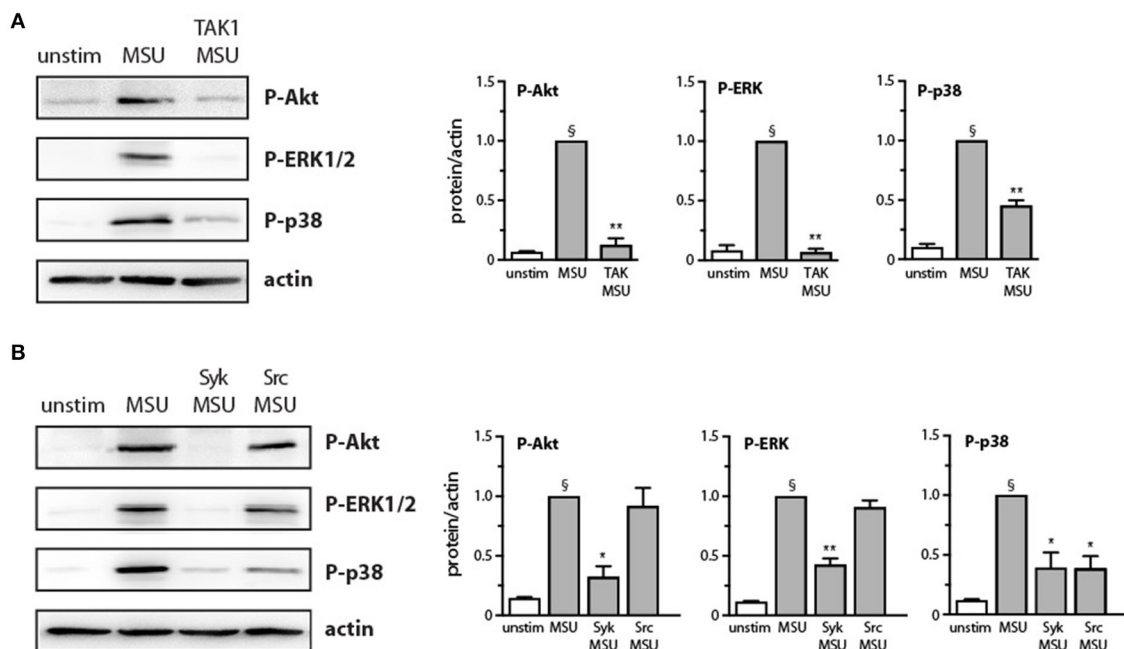 A
TAK1
unstim MSU MSU
P-Akt
P-ERK1/2
P-p38
actin
protein/actin
1.5
1.0
0.5
0
P-Akt
§
**
unstim MSU TAK
MSU
1.5
1.0
0.5
0
P-ERK
§
**
unstim MSU TAK
MSU
1.5
1.0
0.5
0
P-p38
§
**
unstim MSU TAK
MSU
B
Syk Src
unstim MSU MSU MSU
P-Akt
P-ERK1/2
P-p38
actin
protein/actin
1.5
1.0
0.5
0
P-Akt
§
*
unstim MSU Syk Src
MSU MSU
1.5
1.0
0.5
0
P-ERK
§
**
unstim MSU Syk Src
MSU MSU
1.5
1.0
0.5
0
P-p38
§
* *
unstim MSU Syk Src
MSU MSU